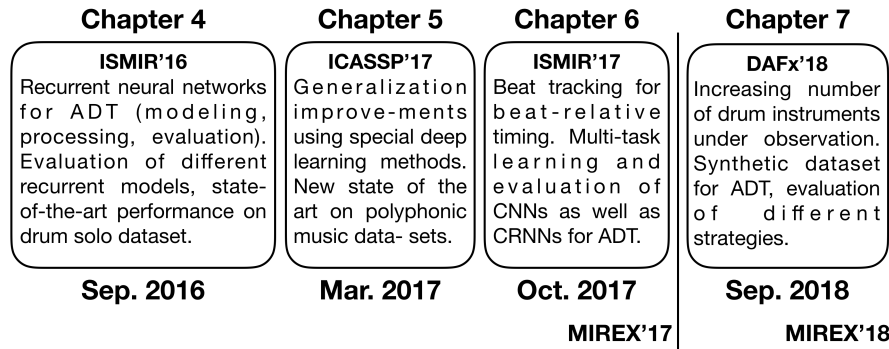 Chapter 4
ISMIR'16
Recurrent neural networks
for ADT (modeling,
processing, evaluation).
Evaluation of different
recurrent models, state-
of-the-art performance on
drum solo dataset.
Sep. 2016
Chapter 5
ICASSP'17
Generalization
improve-ments
using special deep
learning methods.
New state of the
art on polyphonic
music data- sets.
Mar. 2017
Chapter 6
ISMIR'17
Beat tracking for
beat-relative
timing. Multi-task
learning and
evaluation of
CNNs as well as
CRNNs for ADT.
Oct. 2017
MIREX'17
Chapter 7
DAFx'18
Increasing number
of drum instruments
under observation.
Synthetic dataset
for ADT, evaluation
of different
strategies.
Sep. 2018
MIREX'18